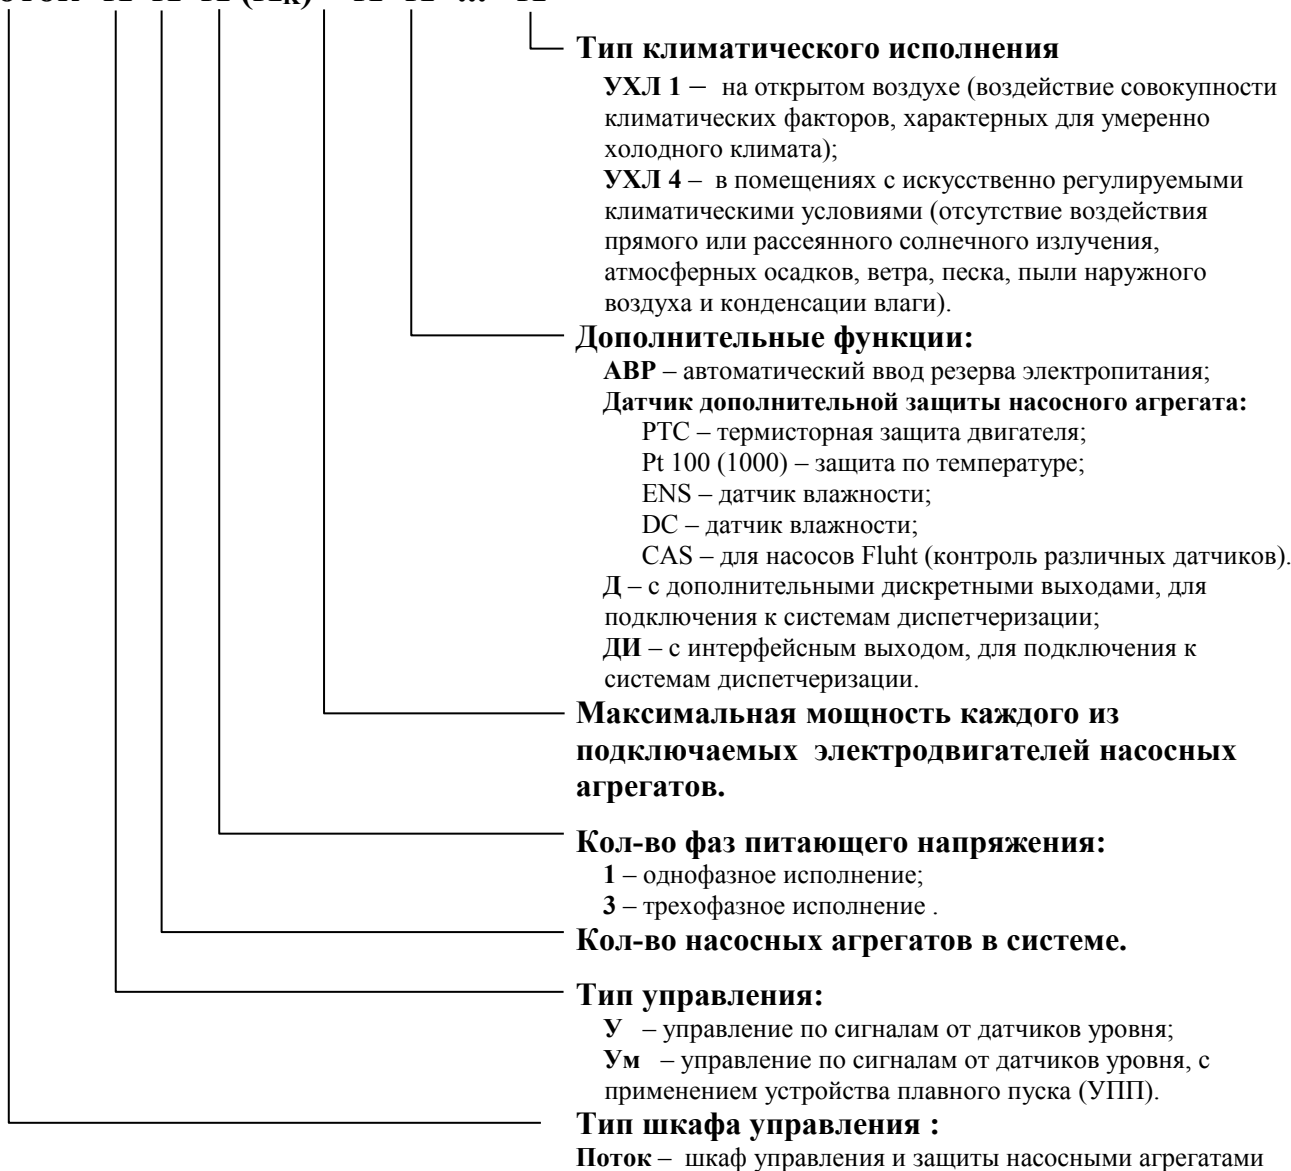 Тип климатического исполнения
УХЛ 1 – на открытом воздухе (воздействие совокупности
климатических факторов, характерных для умеренно
холодного климата);
УХЛ 4 – в помещениях с искусственно регулируемыми
климатическими условиями (отсутствие воздействия
прямого или рассеянного солнечного излучения,
атмосферных осадков, ветра, песка, пыли наружного
воздуха и конденсации влаги).
Дополнительные функции:
АВР – автоматический ввод резерва электропитания;
Датчик дополнительной защиты насосного агрегата:
PTC – термисторная защита двигателя;
Pt 100 (1000) – защита по температуре;
ENS – датчик влажности;
DC – датчик влажности;
CAS – для насосов Fluht (контроль различных датчиков).
Д – с дополнительными дискретными выходами, для
подключения к системам диспетчеризации;
ДИ – с интерфейсным выходом, для подключения к
системам диспетчеризации.
Максимальная мощность каждого из
подключаемых электродвигателей насосных
агрегатов.
Кол-во фаз питающего напряжения:
1 – однофазное исполнение;
3 – трехофазное исполнение .
Кол-во насосных агрегатов в системе.
Тип управления:
У – управление по сигналам от датчиков уровня;
Ум – управление по сигналам от датчиков уровня, с
применением устройства плавного пуска (УПП).
Тип шкафа управления :
Поток – шкаф управления и защиты насосными агрегатами